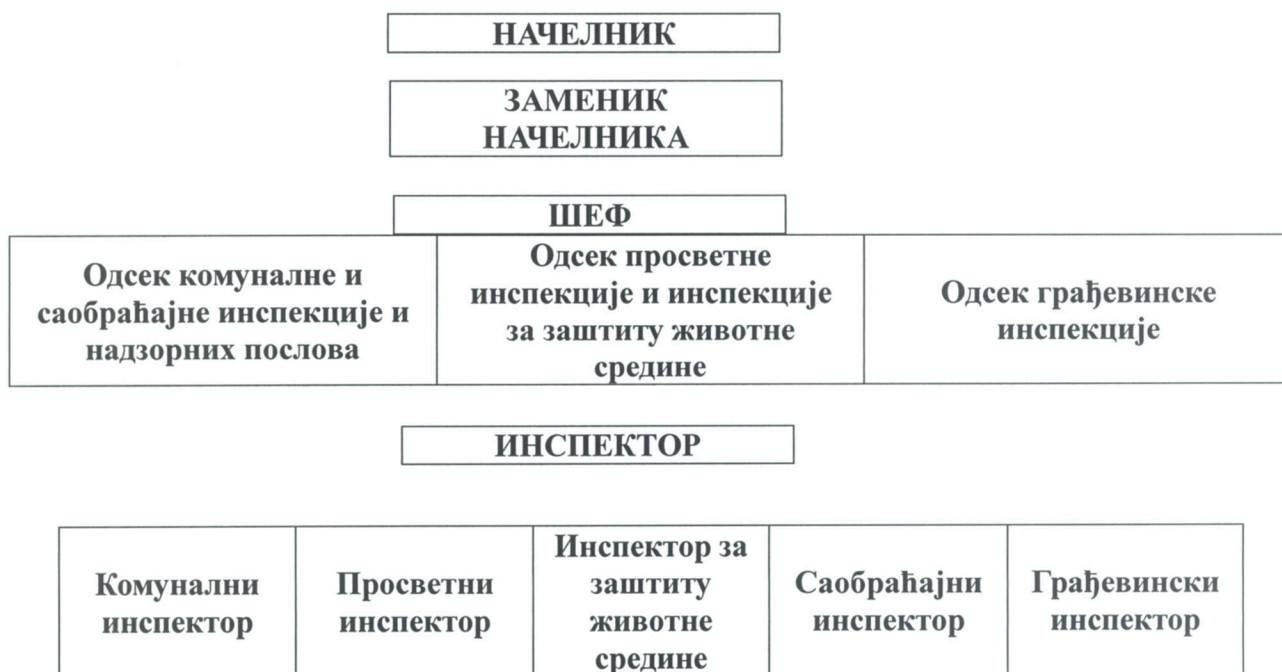 НАЧЕЛНИК
ЗАМЕНИК
НАЧЕЛНИКА
ШЕФ
Одсек комуналне и
саобраћајне инспекције и
надзорних послова
Одсек просветне
инспекције и инспекције
за заштиту животне
средине
Одсек грађевинске
инспекције
ИНСПЕКТОР
Комунални
инспектор
Просветни
инспектор
Инспектор за
заштиту
животне
средине
Саобраћајни
инспектор
Грађевински
инспектор